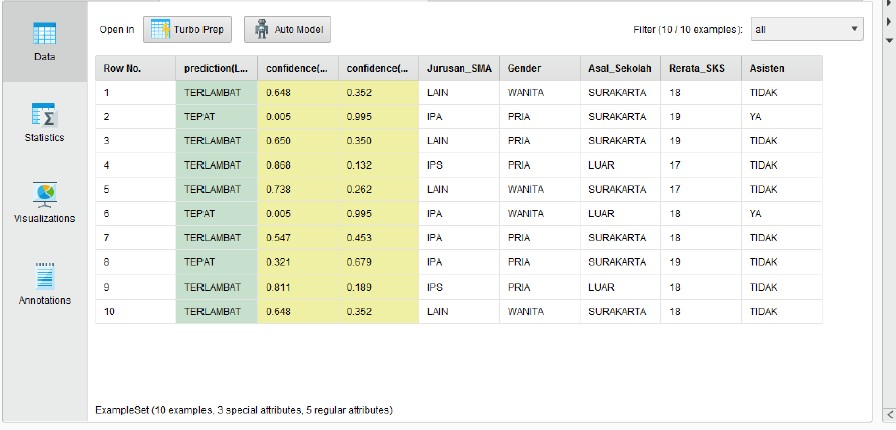 Open in Turbo Prep Auto Model Filter (10 / 10 examples): all
Data
Row No. prediction(L... confidence(... confidence(... Jurusan_SMA Gender Asal_Sekolah Rerata_SKS Asisten
1 TERLAMBAT 0.648 0.352 LAIN WANITA SURAKARTA 18 TIDAK
2 TEPAT 0.005 0.995 IPA PRIA SURAKARTA 19 YA
3 TERLAMBAT 0.650 0.350 LAIN PRIA SURAKARTA 19 TIDAK
Statistics
4 TERLAMBAT 0.868 0.132 IPS PRIA LUAR 17 TIDAK
5 TERLAMBAT 0.738 0.262 LAIN WANITA SURAKARTA 17 TIDAK
6 TEPAT 0.005 0.995 IPA WANITA LUAR 18 YA
Visualizations
7 TERLAMBAT 0.547 0.453 IPA PRIA SURAKARTA 18 TIDAK
8 TEPAT 0.321 0.679 IPA PRIA SURAKARTA 19 TIDAK
9 TERLAMBAT 0.811 0.189 IPS PRIA LUAR 18 TIDAK
Annotations
10 TERLAMBAT 0.648 0.352 LAIN WANITA SURAKARTA 18 TIDAK
ExampleSet (10 examples, 3 special attributes, 5 regular attributes)